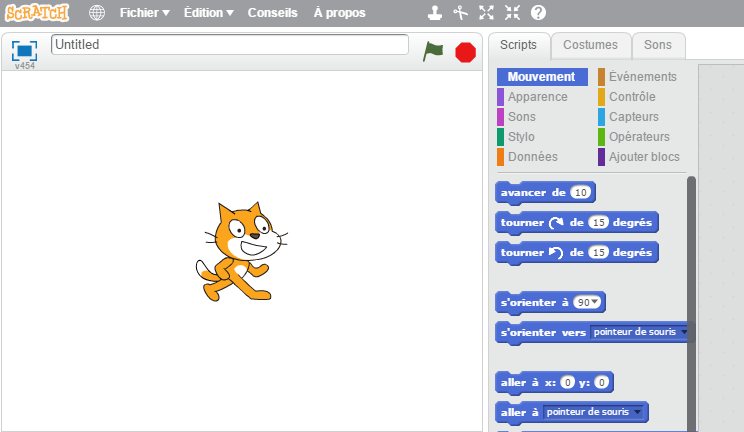 SCRATCH Fichier Édition Conseils À propos
Untitled
v454
Scripts Costumes Sons
Mouvement Évènements
Apparence Contrôle
Sons Capteurs
Stylo Opérateurs
Données Ajouter blocs
avancer de 10
tourner de 15 degrés
tourner de 15 degrés
s'orienter à 90
s'orienter vers pointeur de souris
aller à x: 0 y: 0
aller à pointeur de souris